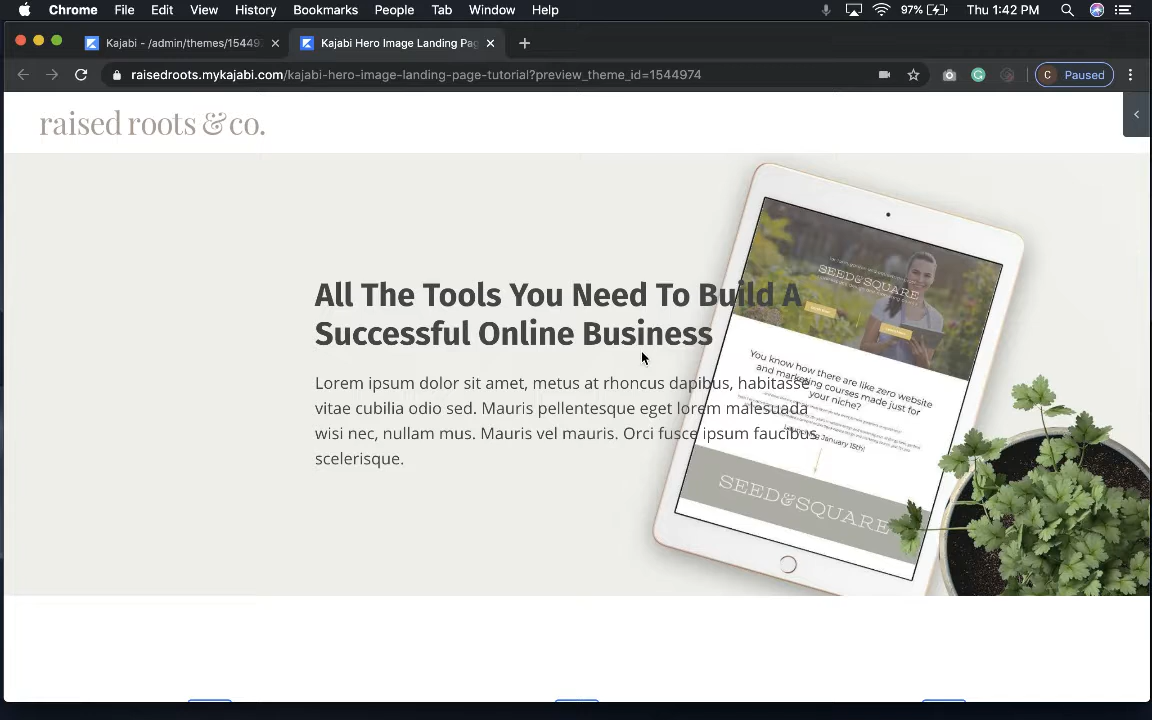 Chrome File Edit View History Bookmarks People Tab Window Help 97% Thu 1:42 PM
Kajabi - /admin/themes/15449
Kajabi Hero Image Landing Pag
raisedroots.mykajabi.com/kajabi-hero-image-landing-page-tutorial?preview_theme_id=1544974
C Paused
raised roots & co.
All The Tools You Need To Build A
Successful Online Business
Lorem ipsum dolor sit amet, metus at rhoncus dapibus, habitasse
vitae cubilia odio sed. Mauris pellentesque eget lorem malesuada
wisi nec, nullam mus. Mauris vel mauris. Orci fusce ipsum faucibus
scelerisque.
SEED&SQUARE
You know how there are like zero website
and marketing courses made just for
your niche?
Launching January 15th!
SEED&SQUARE